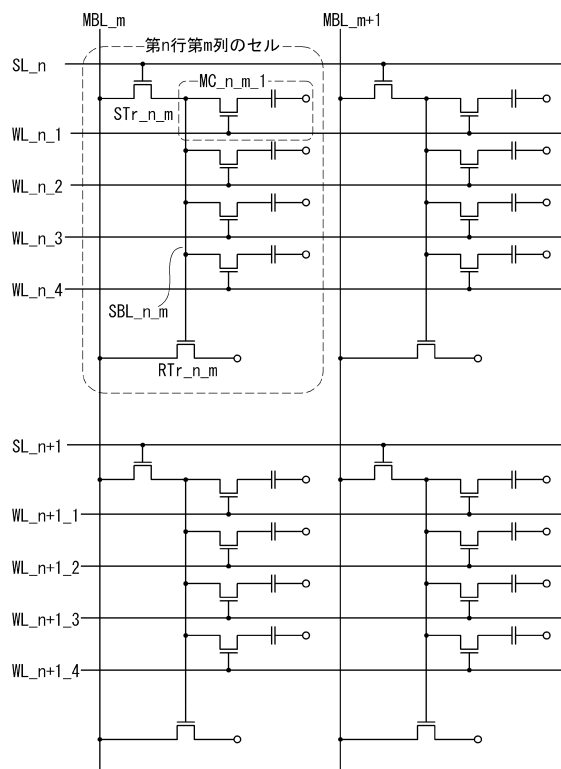 MBL_m
MBL_m+1
第n行第m列のセル
SL_n
MC_n_m_1
STr_n_m
WL_n_1
WL_n_2
WL_n_3
WL_n_4
SBL_n_m
RTr_n_m
SL_n+1
WL_n+1_1
WL_n+1_2
WL_n+1_3
WL_n+1_4